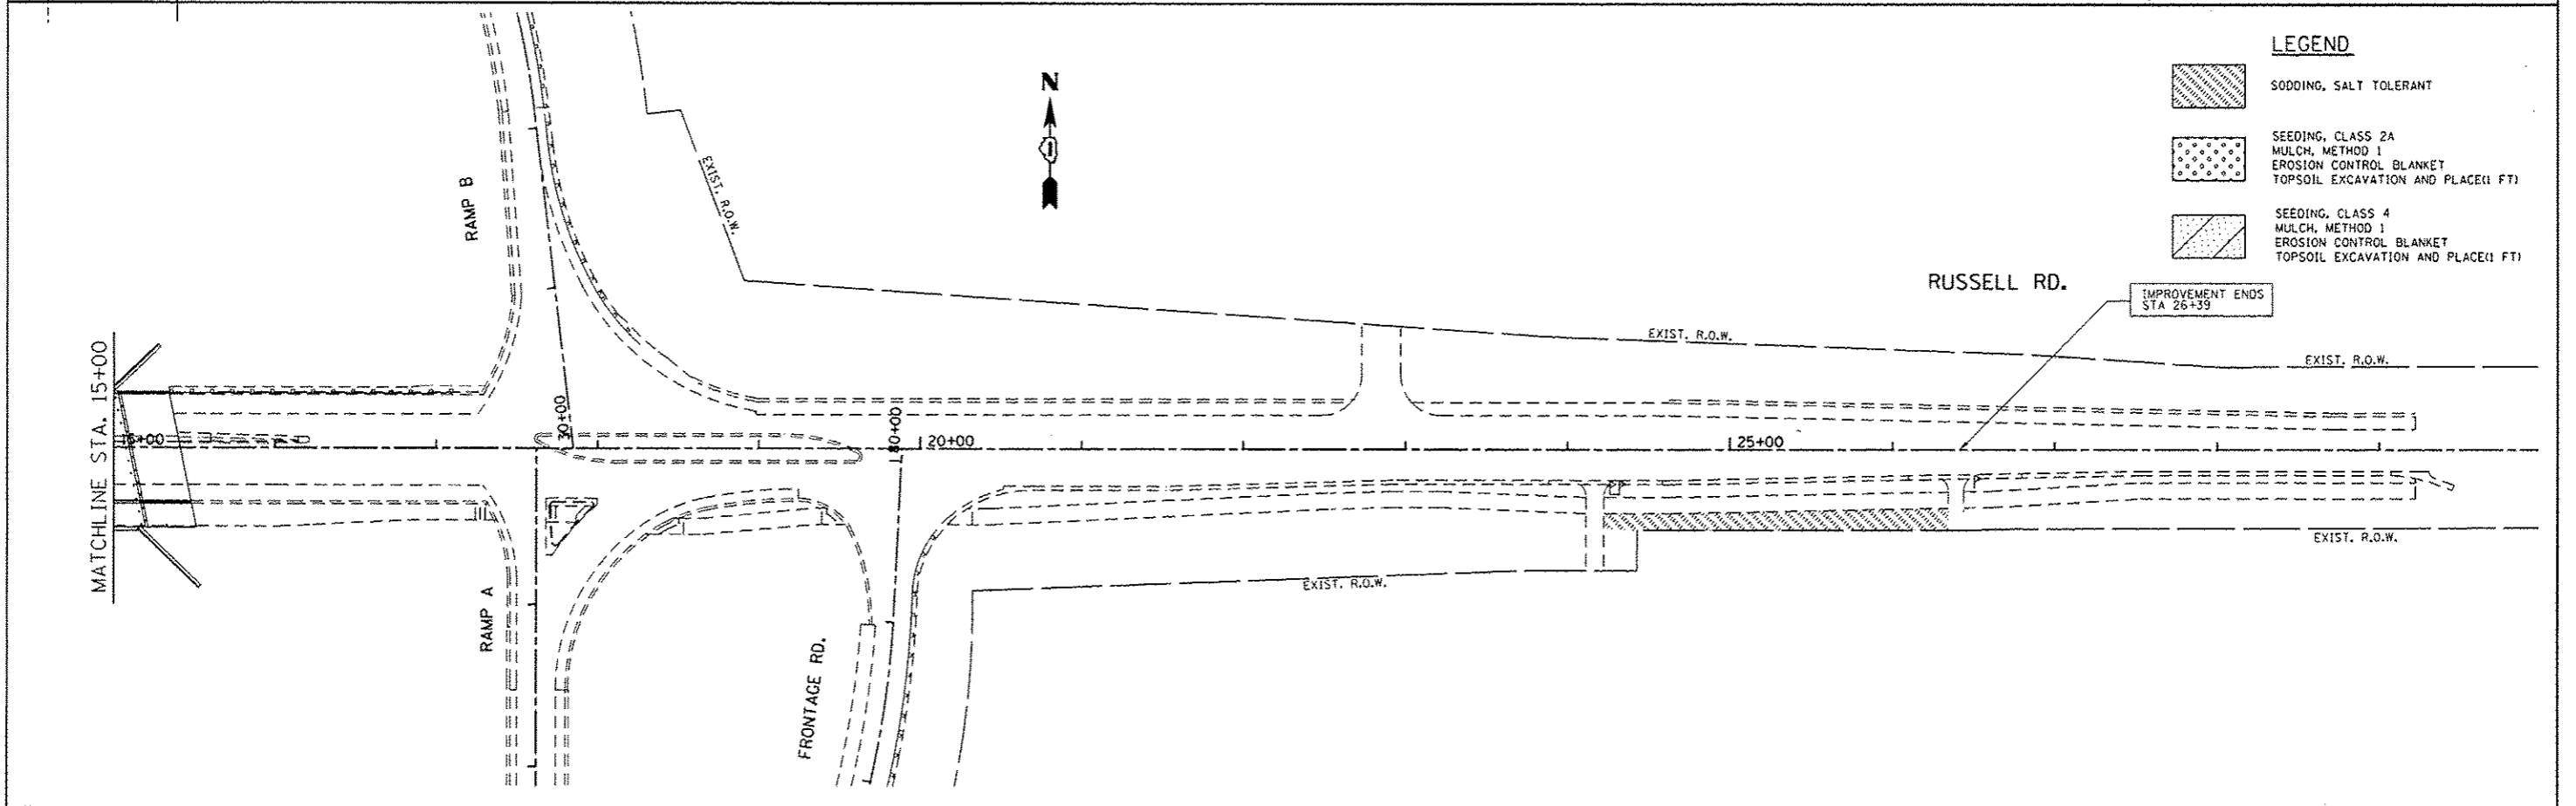 LEGEND
SODDING, SALT TOLERANT
SEEDING, CLASS 2A
MULCH, METHOD 1
EROSION CONTROL BLANKET
TOPSOIL EXCAVATION AND PLACE(1 FT)
SEEDING, CLASS 4
MULCH, METHOD 1
EROSION CONTROL BLANKET
TOPSOIL EXCAVATION AND PLACE(1 FT)
N
RUSSELL RD.
IMPROVEMENT ENDS
STA 26+39
EXIST. R.O.W.
EXIST. R.O.W.
EXIST. R.O.W.
RAMP B
MATCHLINE STA. 15+00
15+00
30+00
80+00
20+00
25+00
EXIST. R.O.W.
EXIST. R.O.W.
RAMP A
FRONTAGE RD.